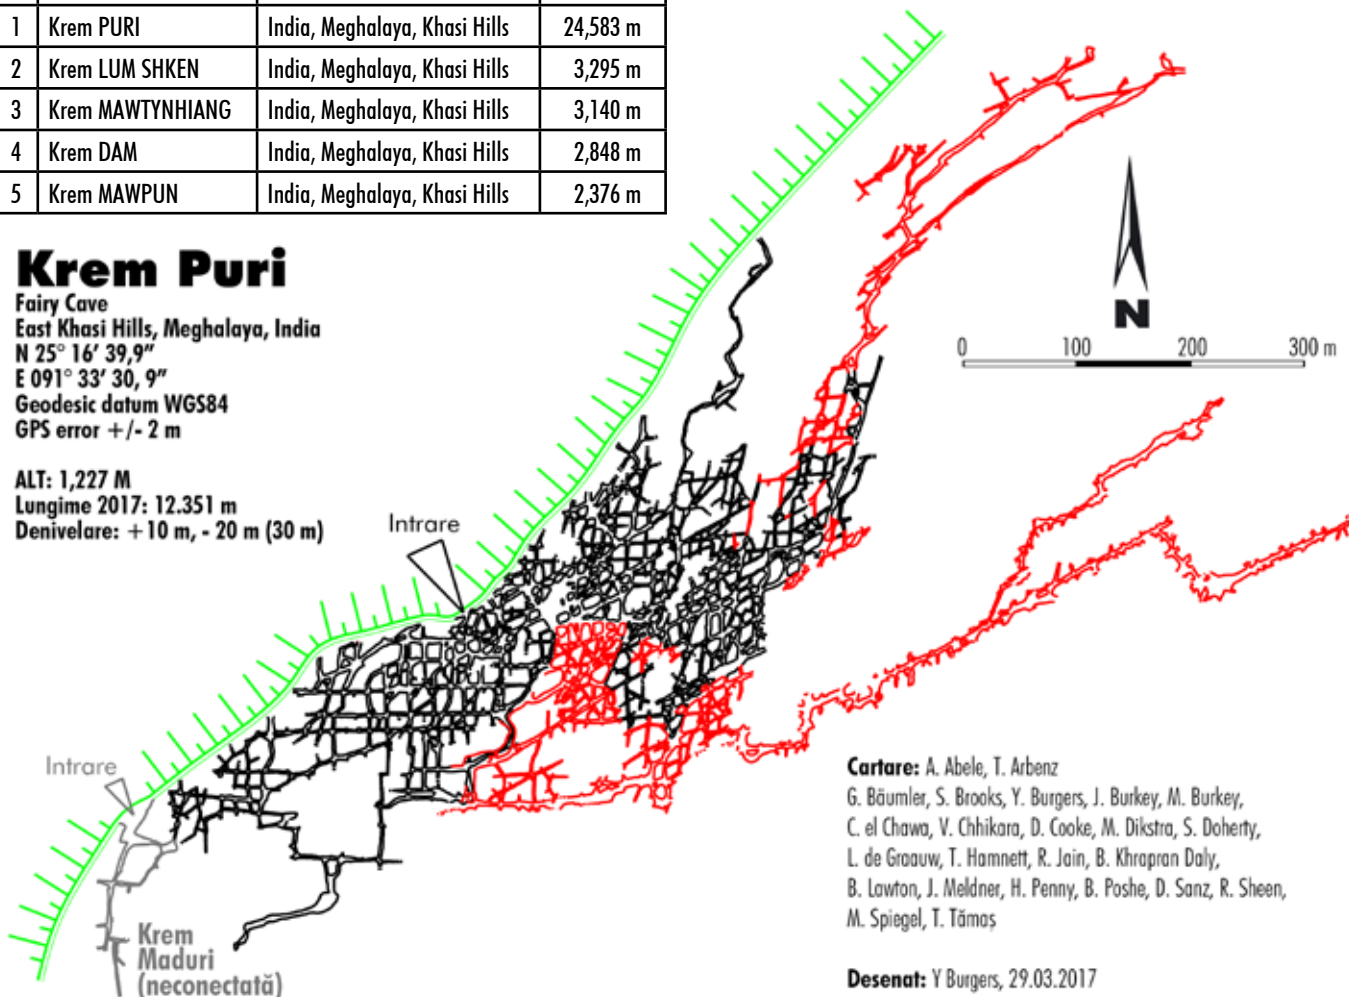 1 Krem PURI India, Meghalaya, Khasi Hills 24,583 m
2 Krem LUM SHKEN India, Meghalaya, Khasi Hills 3,295 m
3 Krem MAWTYNHIANG India, Meghalaya, Khasi Hills 3,140 m
4 Krem DAM India, Meghalaya, Khasi Hills 2,848 m
5 Krem MAWPUN India, Meghalaya, Khasi Hills 2,376 m
Krem Puri
Fairy Cave
East Khasi Hills, Meghalaya, India
N 25° 16’ 39,9”
E 091° 33’ 30, 9”
Geodesic datum WGS84
GPS error +/- 2 m
ALT: 1,227 M
Lungime 2017: 12.351 m
Denivelare: +10 m, - 20 m (30 m)
N
0 100 200 300 m
Intrare
Intrare
Krem
Maduri
(neconectată)
Cartare: A. Abele, T. Arbenz
G. Bäumler, S. Brooks, Y. Burgers, J. Burkey, M. Burkey,
C. el Chawa, V. Chhikara, D. Cooke, M. Dikstra, S. Doherty,
L. de Graauw, T. Hamnett, R. Jain, B. Khrapran Daly,
B. Lawton, J. Meldner, H. Penny, B. Poshe, D. Sanz, R. Sheen,
M. Spiegel, T. Tămaș
Desenat: Y Burgers, 29.03.2017